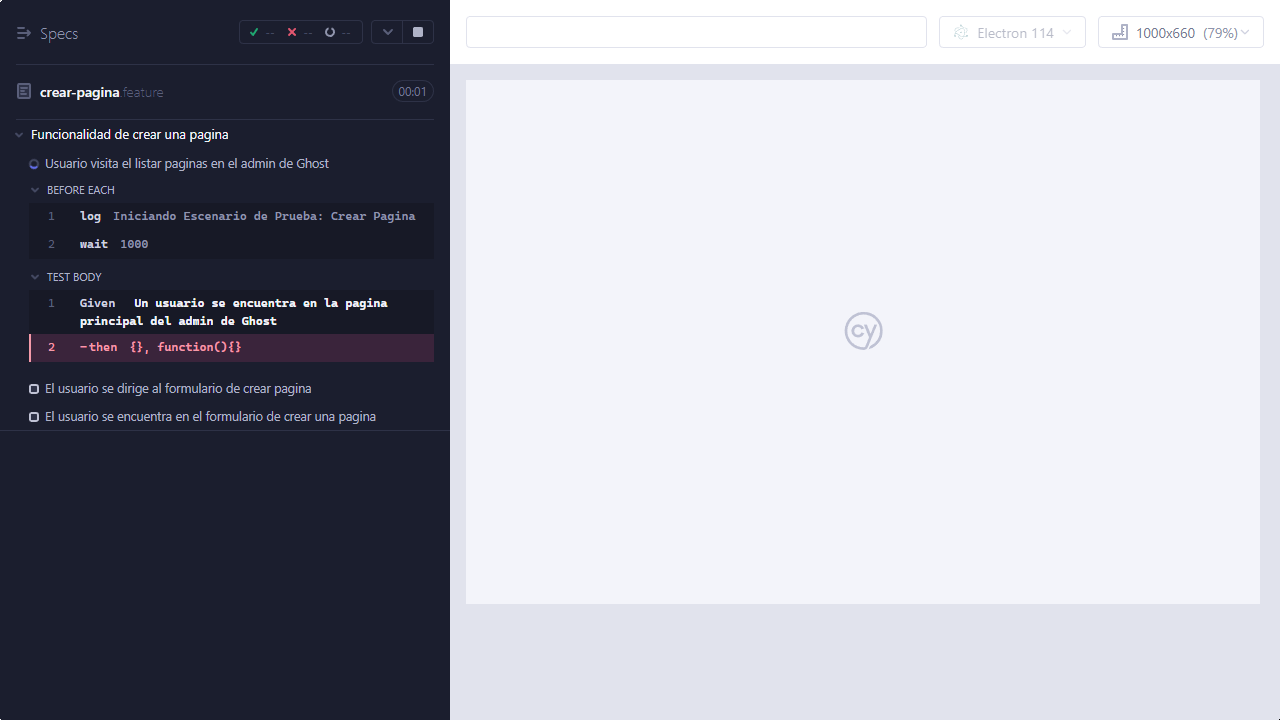 Specs
-- -- --
Electron 114
1000x660 (79%)
crear-pagina.feature
00:01
Funcionalidad de crear una pagina
Usuario visita el listar paginas en el admin de Ghost
BEFORE EACH
1 log Iniciando Escenario de Prueba: Crear Pagina
2 wait 1000
TEST BODY
1 Given Un usuario se encuentra en la pagina
principal del admin de Ghost
2 -then {}, function(){}
El usuario se dirige al formulario de crear pagina
El usuario se encuentra en el formulario de crear una pagina
cy